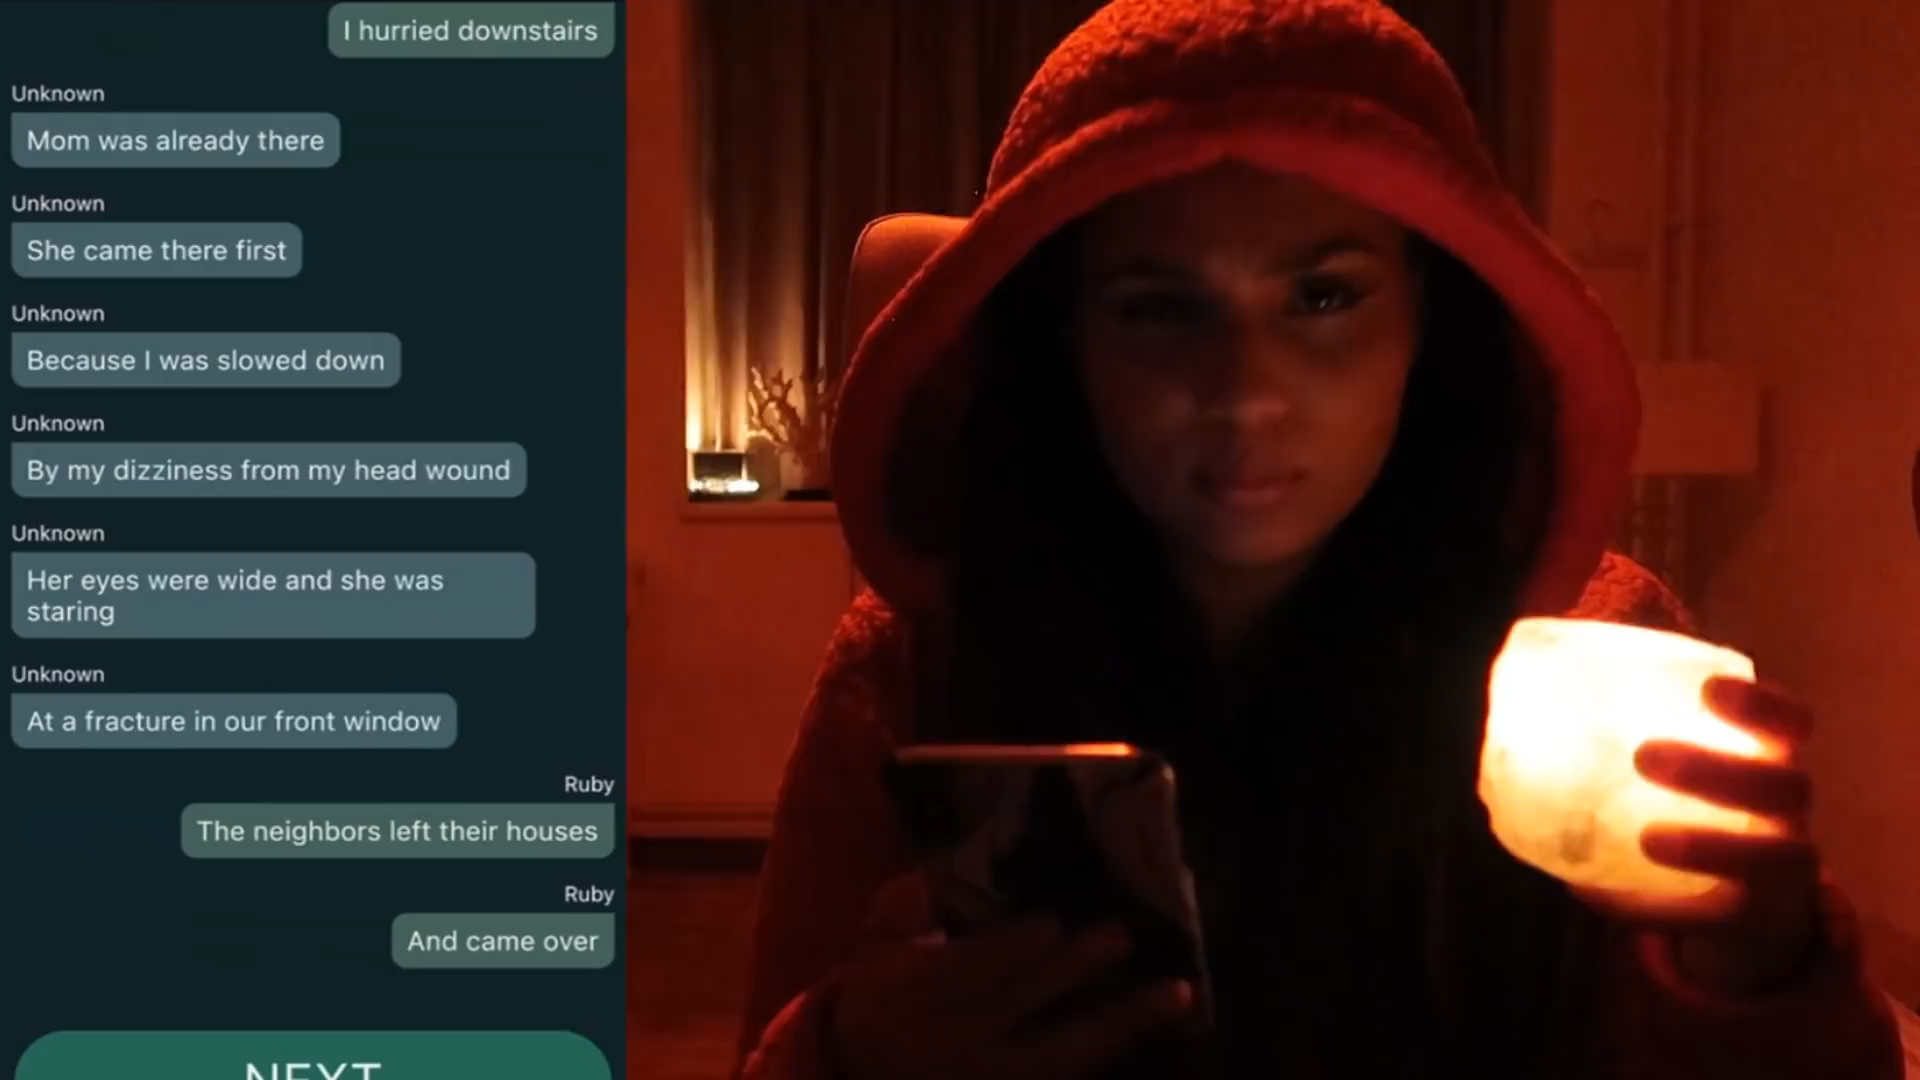 I hurried downstairs
Unknown
Mom was already there
Unknown
She came there first
Unknown
Because I was slowed down
Unknown
By my dizziness from my head wound
Unknown
Her eyes were wide and she was
staring
Unknown
At a fracture in our front window
Ruby
The neighbors left their houses
Ruby
And came over
NEXT